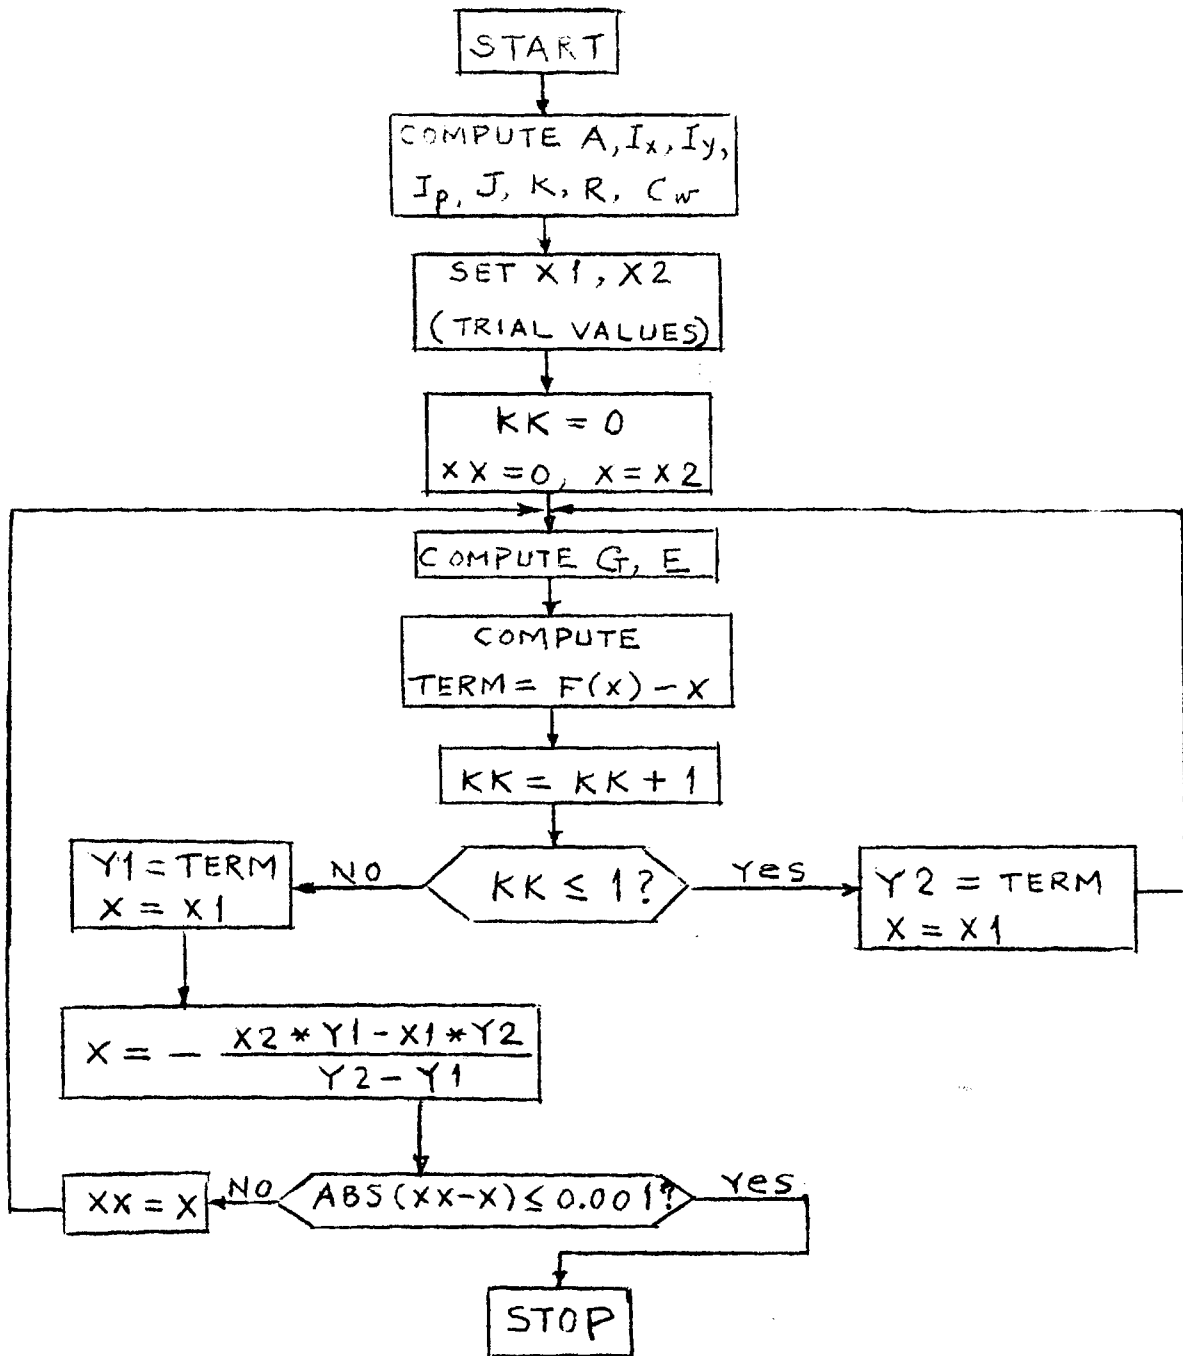 START
COMPUTE A, Ix, Iy,
Ip, J, K, R, Cw
SET X1, X2
(TRIAL VALUES)
KK = 0
XX = 0, X = X2
COMPUTE G, E
COMPUTE
TERM = F(X) - X
KK = KK + 1
KK ≤ 1?
NO
Yes
Y1 = TERM
X = X1
Y2 = TERM
X = X1
X = - X2 * Y1 - X1 * Y2
Y2 - Y1
ABS(XX-X) ≤ 0.001?
NO
Yes
XX = X
STOP